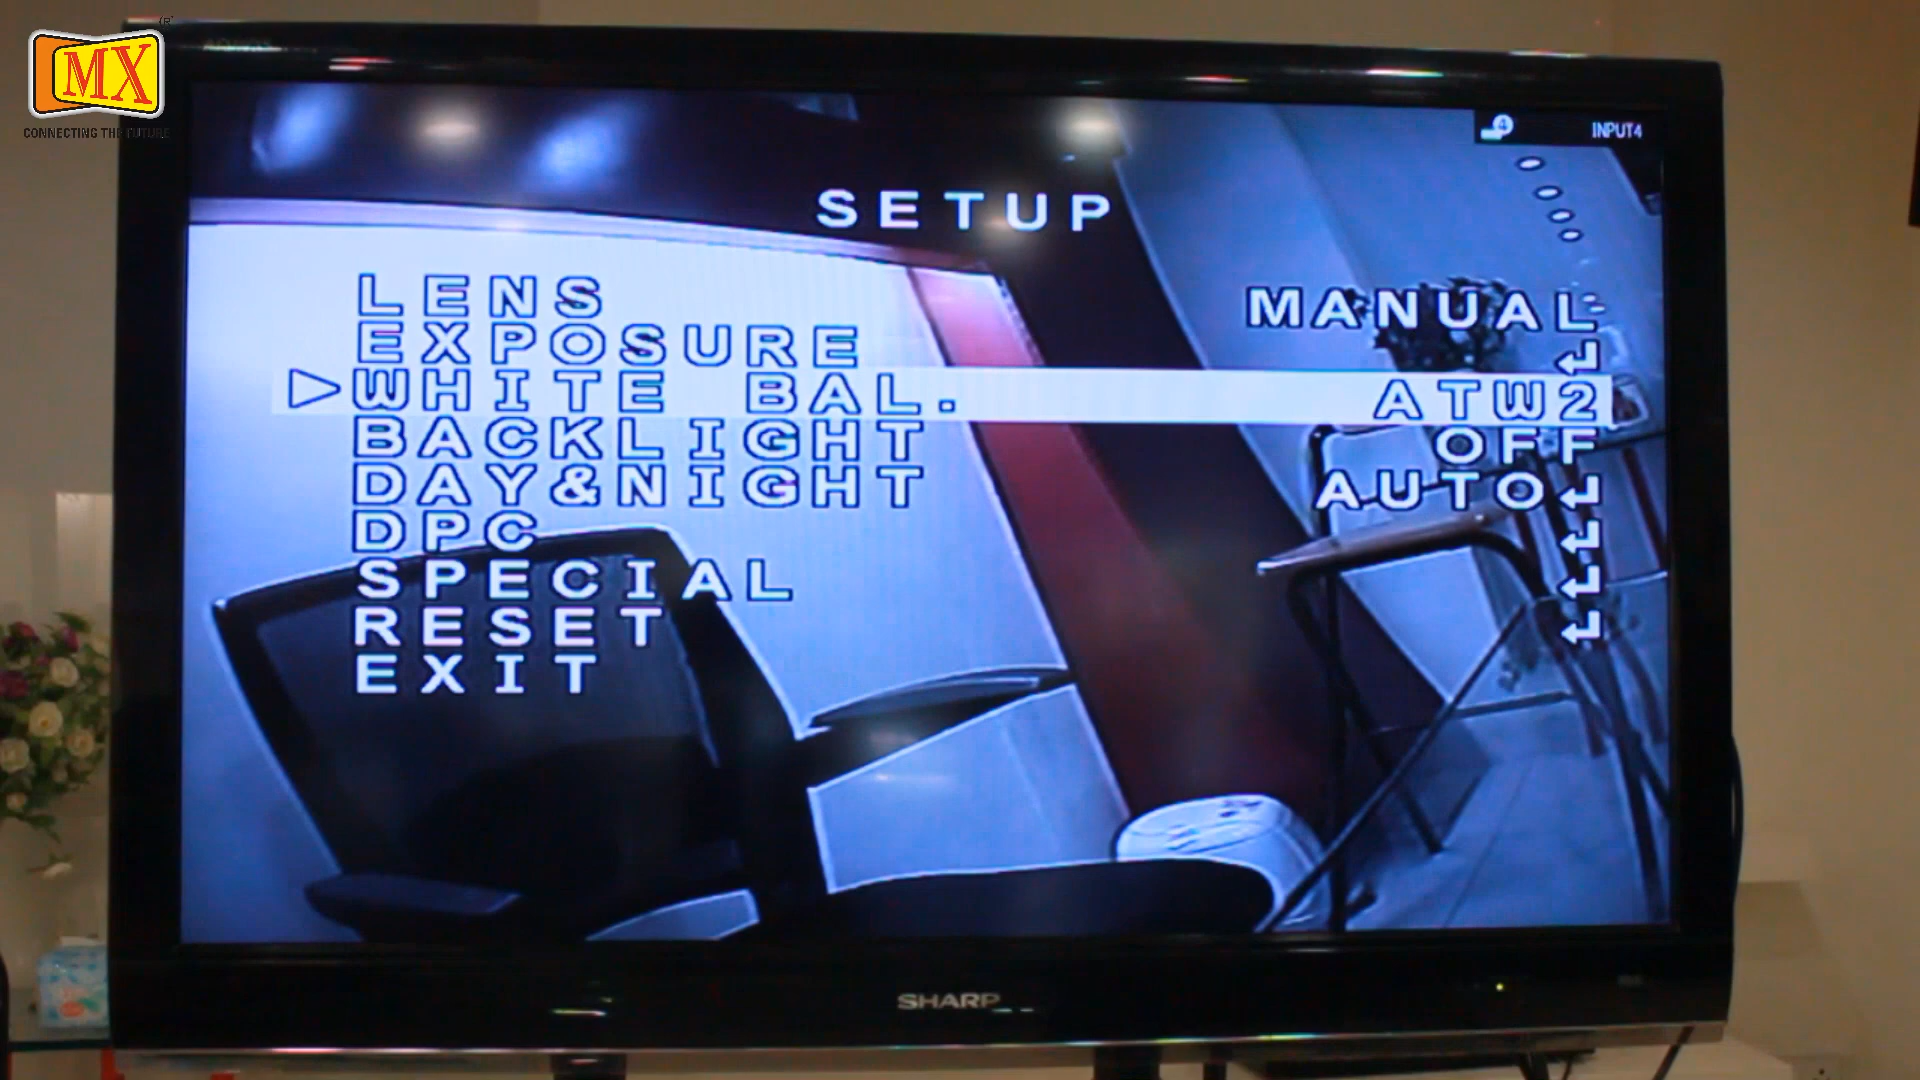 MX
CONNECTING THE FUTURE
INPUT4
SETUP
LENS MANUAL
EXPOSURE ↵
WHITE BAL. ATW2
BACKLIGHT OFF
DAY&NIGHT AUTO↵
DPC ↵
SPECIAL ↵
RESET ↵
EXIT
SHARP